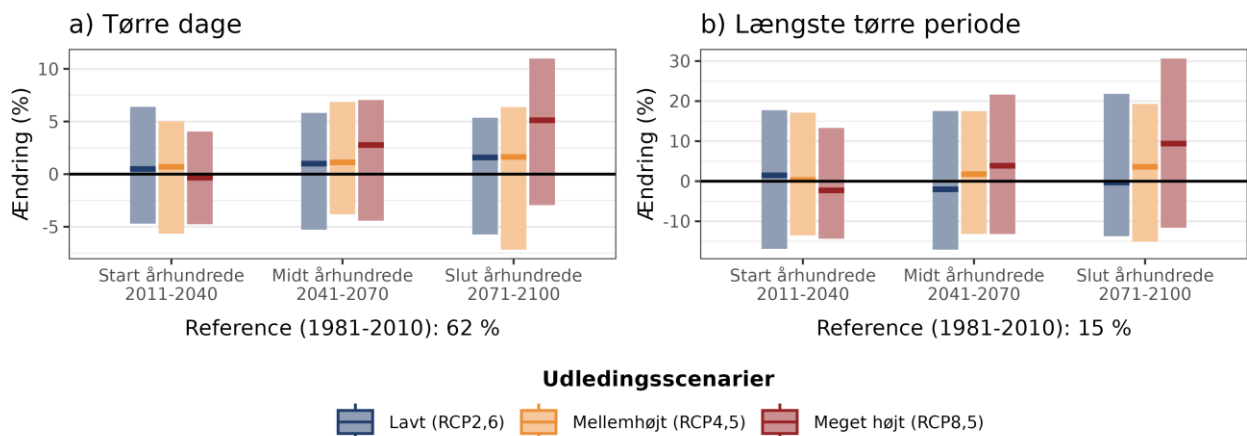 a) Tørre dage
Ændring (%)
10
5
0
-5
Start århundrede
2011-2040
Midt århundrede
2041-2070
Slut århundrede
2071-2100
Reference (1981-2010): 62 %
b) Længste tørre periode
Ændring (%)
30
20
10
0
-10
Start århundrede
2011-2040
Midt århundrede
2041-2070
Slut århundrede
2071-2100
Reference (1981-2010): 15 %
Udledingsscenarier
Lavt (RCP2,6)
Mellemhøjt (RCP4,5)
Meget højt (RCP8,5)